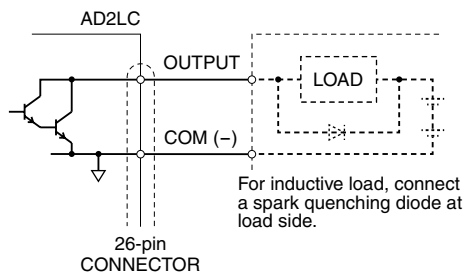 AD2LC
OUTPUT
LOAD
COM (−)
For inductive load, connect
a spark quenching diode at
load side.
26-pin
CONNECTOR